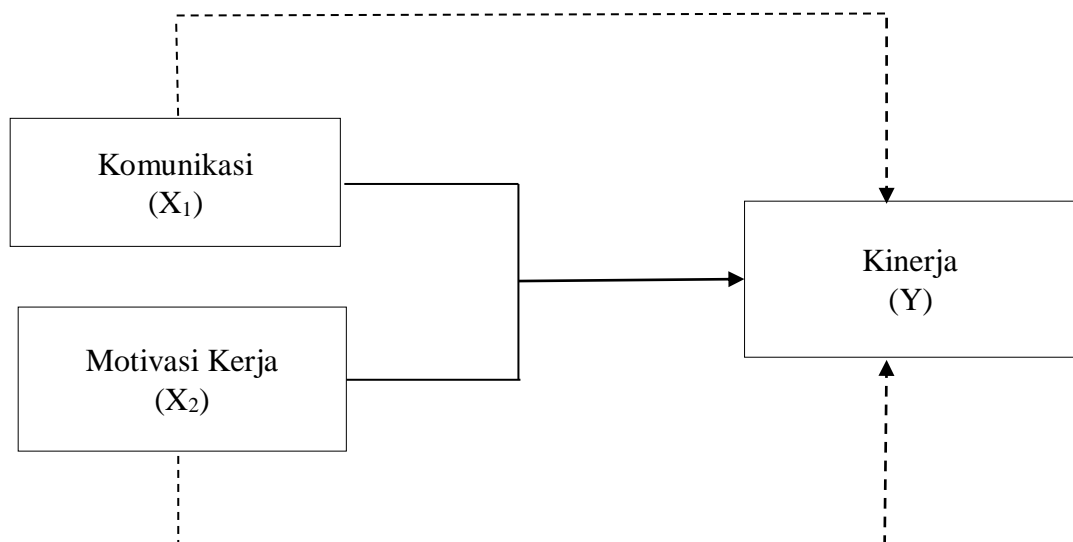 Komunikasi
(X₁)
Kinerja
(Y)
Motivasi Kerja
(X₂)